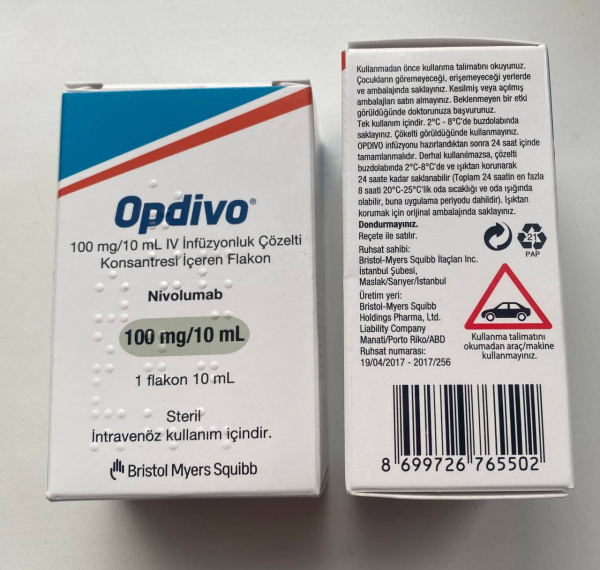 Opdivo®
100 mg/10 mL IV İnfüzyonluk Çözelti
Konsantresi İçeren Flakon
Nivolumab
100 mg/10 mL
1 flakon 10 mL
Steril
İntravenöz kullanım içindir.
Bristol Myers Squibb
Kullanmadan önce kullanma talimatını okuyunuz.
Çocukların göremeyeceği, erişemeyeceği yerlerde
ve ambalajında saklayınız. Kesilmiş veya açılmış
ambalajları satın almayınız. Beklenmeyen bir etki
görüldüğünde doktorunuza başvurunuz.
Tek kullanım içindir. 2°C - 8°C'de buzdolabında
saklayınız. Çökelti görüldüğünde kullanmayınız.
OPDIVO infüzyonu hazırlandıktan sonra 24 saat içinde
tamamlanmalıdır. Derhal kullanılmazsa, çözelti
buzdolabında 2°C-8°C'de ve ışıktan korunarak
24 saate kadar saklanabilir (Toplam 24 saatin en fazla
8 saati 20°C-25°C'lik oda sıcaklığı ve oda ışığında
olabilir, buna uygulama periyodu dahildir). Işıktan
korumak için orijinal ambalajında saklayınız.
Dondurmayınız.
Reçete ile satılır.
Ruhsat sahibi:
Bristol-Myers Squibb İlaçları Inc.
İstanbul Şubesi,
Maslak/Sarıyer/İstanbul
Üretim yeri:
Bristol-Myers Squibb
Holdings Pharma, Ltd.
Liability Company
Manati/Porto Riko/ABD
Ruhsat numarası:
19/04/2017 - 2017/256
21
PAP
Kullanma talimatını
okumadan araç/makine
kullanmayınız.
8 699726 765502